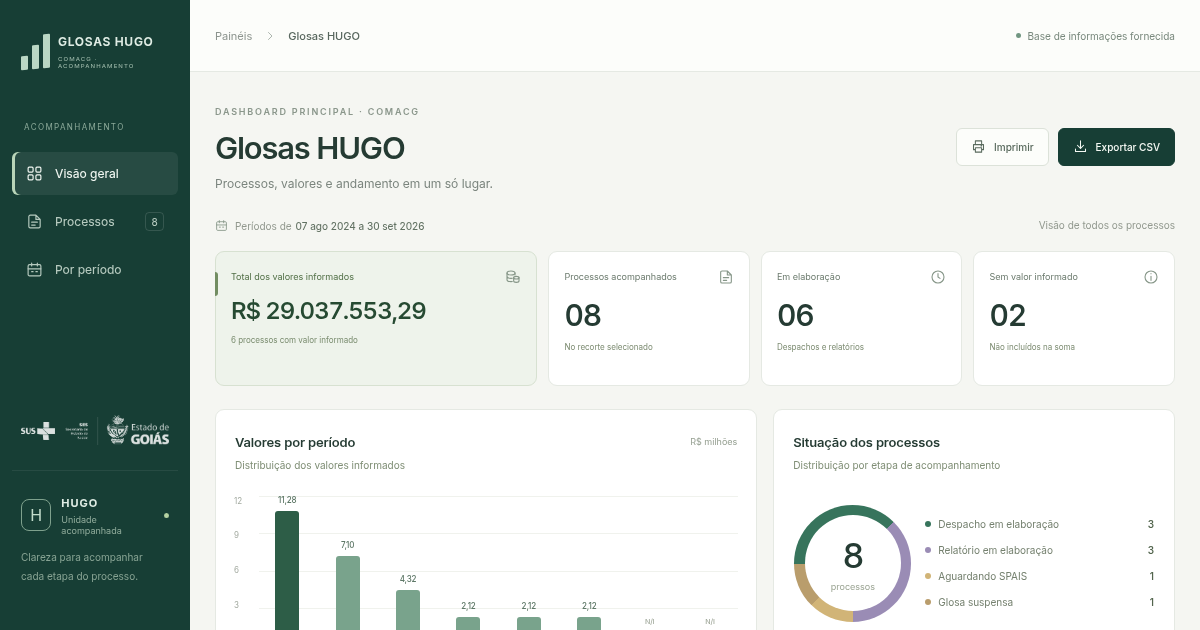 GLOSAS HUGO
COMACG ·
ACOMPANHAMENTO
ACOMPANHAMENTO
Visão geral
Processos 8
Por período
SUS
SES
Estado de
GOIÁS
H
HUGO
Unidade
acompanhada
Clareza para acompanhar
cada etapa do processo.
Painéis Glosas HUGO
Base de informações fornecida
DASHBOARD PRINCIPAL · COMACG
Glosas HUGO
Processos, valores e andamento em um só lugar.
Imprimir
Exportar CSV
Períodos de 07 ago 2024 a 30 set 2026
Visão de todos os processos
Total dos valores informados
R$ 29.037.553,29
6 processos com valor informado
Processos acompanhados
08
No recorte selecionado
Em elaboração
06
Despachos e relatórios
Sem valor informado
02
Não incluídos na soma
Valores por período
R$ milhões
Distribuição dos valores informados
12
9
6
3
11,28
7,10
4,32
2,12
2,12
2,12
N/I
N/I
Situação dos processos
Distribuição por etapa de acompanhamento
8
processos
Despacho em elaboração 3
Relatório em elaboração 3
Aguardando SPAIS 1
Glosa suspensa 1